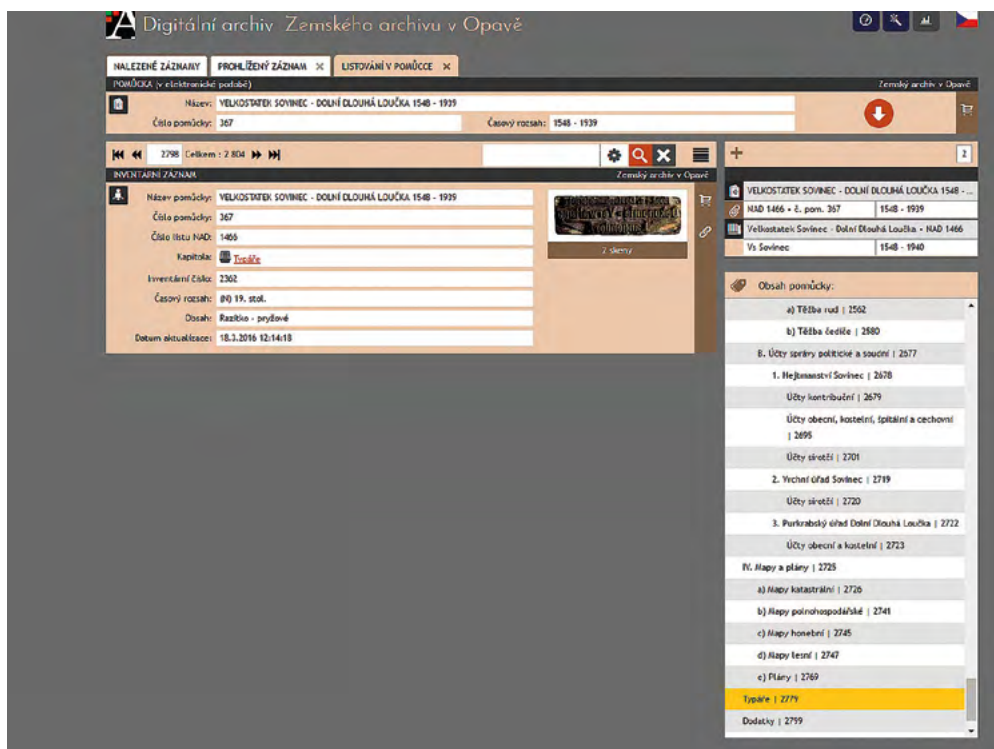 Digitální archiv Zemského archivu v Opavě
NALEZENÉ ZÁZNAMY PROHLÍŽENÝ ZÁZNAM × LISTOVÁNÍ V POMŮCCE ×
POMŮCKA (v elektronické podobě) Zemský archiv v Opavě
Název: VELKOSTATEK SOVINEC - DOLNÍ DLOUHÁ LOUČKA 1548 - 1939
Číslo pomůcky: 367 Časový rozsah: 1548 - 1939
2798 Celkem : 2 804
INVENTÁRNÍ ZÁZNAM Zemský archiv v Opavě
Název pomůcky: VELKOSTATEK SOVINEC - DOLNÍ DLOUHÁ LOUČKA 1548 - 1939
Číslo pomůcky: 367
Číslo listu NAD: 1466
Kapitola: Typáře
Inventární číslo: 2362
Časový rozsah: (N) 19. stol.
Obsah: Razítko - pryžové
Datum aktualizace: 18.3.2016 12:14:18
2 skeny
2
VELKOSTATEK SOVINEC - DOLNÍ DLOUHÁ LOUČKA 1548 - ...
NAD 1466 • č. pom. 367 1548 - 1939
Velkostatek Sovinec - Dolní Dlouhá Loučka • NAD 1466
Vs Sovinec 1548 - 1940
Obsah pomůcky:
a) Těžba rud | 2562
b) Těžba čediče | 2580
B. Účty správy politické a soudní | 2677
1. Hejtmanství Sovinec | 2678
Účty kontribuční | 2679
Účty obecní, kostelní, špitální a cechovní
| 2695
Účty sirotčí | 2701
2. Vrchní úřad Sovinec | 2719
Účty sirotčí | 2720
3. Purkrabský úřad Dolní Dlouhá Loučka | 2722
Účty obecní a kostelní | 2723
IV. Mapy a plány | 2725
a) Mapy katastrální | 2726
b) Mapy polnohospodářské | 2741
c) Mapy honební | 2745
d) Mapy lesní | 2747
e) Plány | 2769
Typáře | 2779
Dodatky | 2799